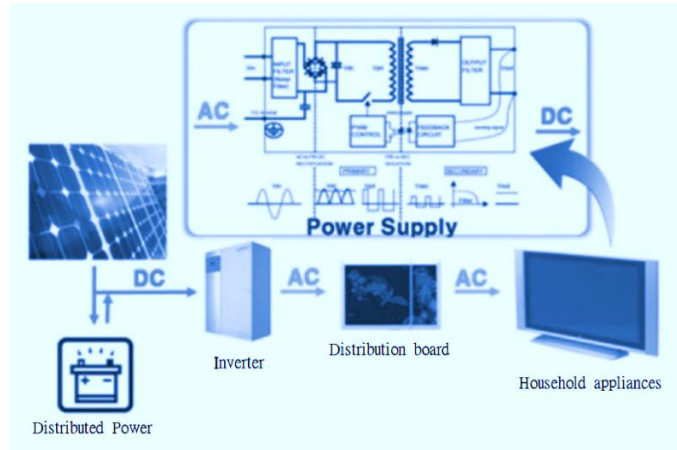 INPUT
FILTER
OUTPUT
FILTER
PWM
CONTROL
FEEDBACK
CIRCUIT
AC
DC
PRIMARY
SECONDARY
Filter
Power Supply
DC
AC
AC
Inverter
Distribution board
Household appliances
Distributed Power